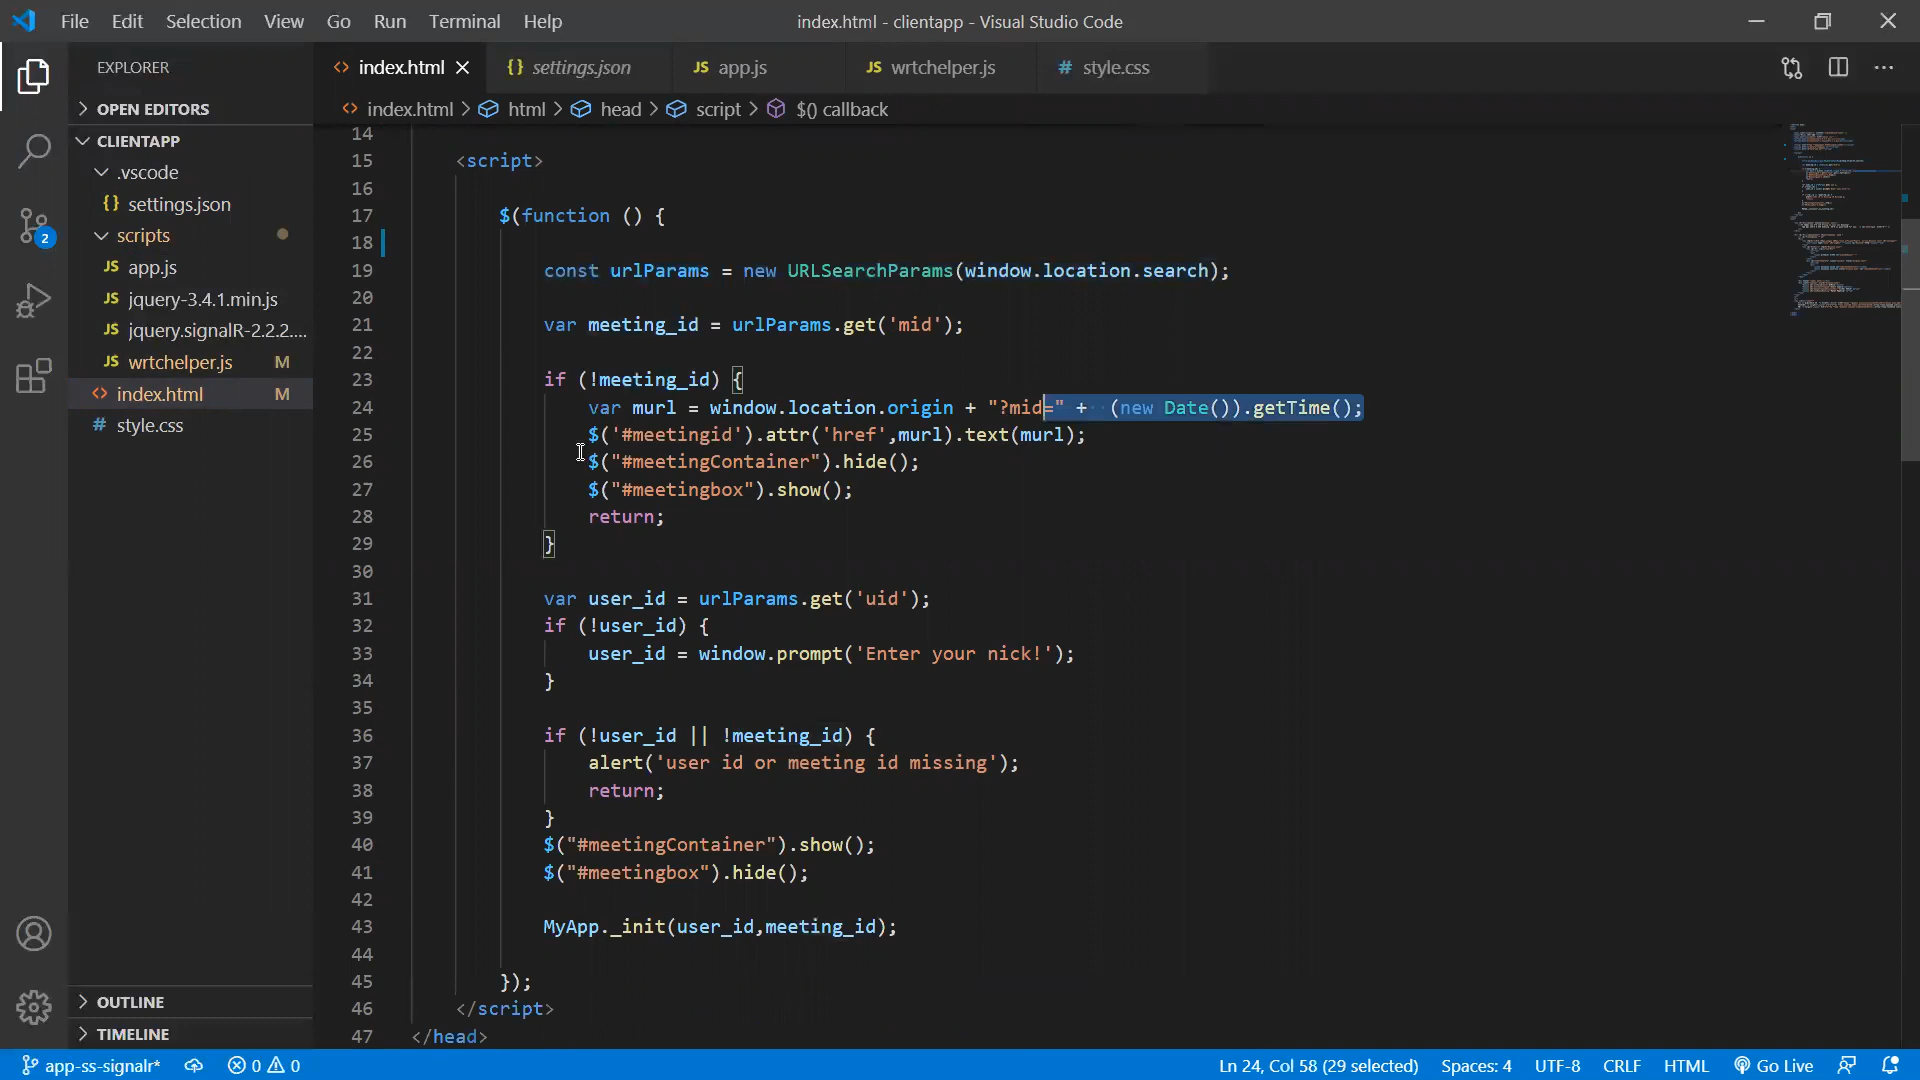 File Edit Selection View Go Run Terminal Help
index.html - clientapp - Visual Studio Code
EXPLORER
OPEN EDITORS
CLIENTAPP
.vscode
{} settings.json
scripts
JS app.js
JS jquery-3.4.1.min.js
JS jquery.signalR-2.2.2....
JS wrtchelper.js M
<> index.html M
# style.css
OUTLINE
TIMELINE
2
<> index.html
{} settings.json
JS app.js
JS wrtchelper.js
# style.css
<> index.html > html > head > script > $() callback
14
15 <script>
16
17 $(function () {
18
19 const urlParams = new URLSearchParams(window.location.search);
20
21 var meeting_id = urlParams.get('mid');
22
23 if (!meeting_id) {
24 var murl = window.location.origin + "?mid=" +  (new Date()).getTime();
25 $('#meetingid').attr('href',murl).text(murl);
26 $("#meetingContainer").hide();
27 $("#meetingbox").show();
28 return;
29 }
30
31 var user_id = urlParams.get('uid');
32 if (!user_id) {
33 user_id = window.prompt('Enter your nick!');
34 }
35
36 if (!user_id || !meeting_id) {
37 alert('user id or meeting id missing');
38 return;
39 }
40 $("#meetingContainer").show();
41 $("#meetingbox").hide();
42
43 MyApp._init(user_id,meeting_id);
44
45 });
46 </script>
47 </head>
app-ss-signalr* 0 0 Ln 24, Col 58 (29 selected) Spaces: 4 UTF-8 CRLF HTML Go Live